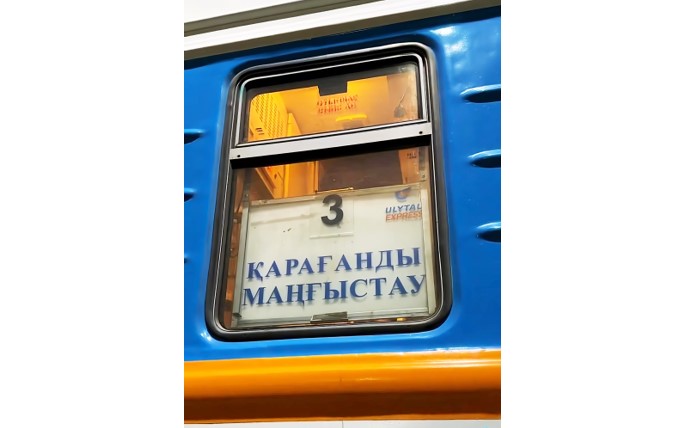 3
ULYTAU
EXPRESS
ҚАРАҒАНДЫ
МАҢҒЫСТАУ